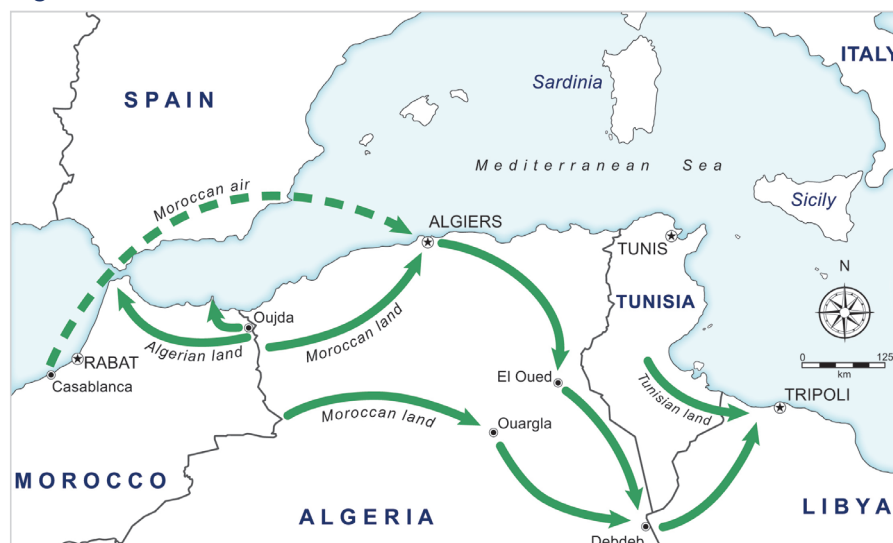 ITALY
Sardinia
SPAIN
Mediterranean Sea
Moroccan air
Sicily
ALGIERS
TUNIS
N
TUNISIA
Oujda
Moroccan land
Algerian land
RABAT
Casablanca
0 125
km
El Oued
Tunisian land
TRIPOLI
Moroccan land
Ouargla
MOROCCO
ALGERIA
LIBYA
Debdeb